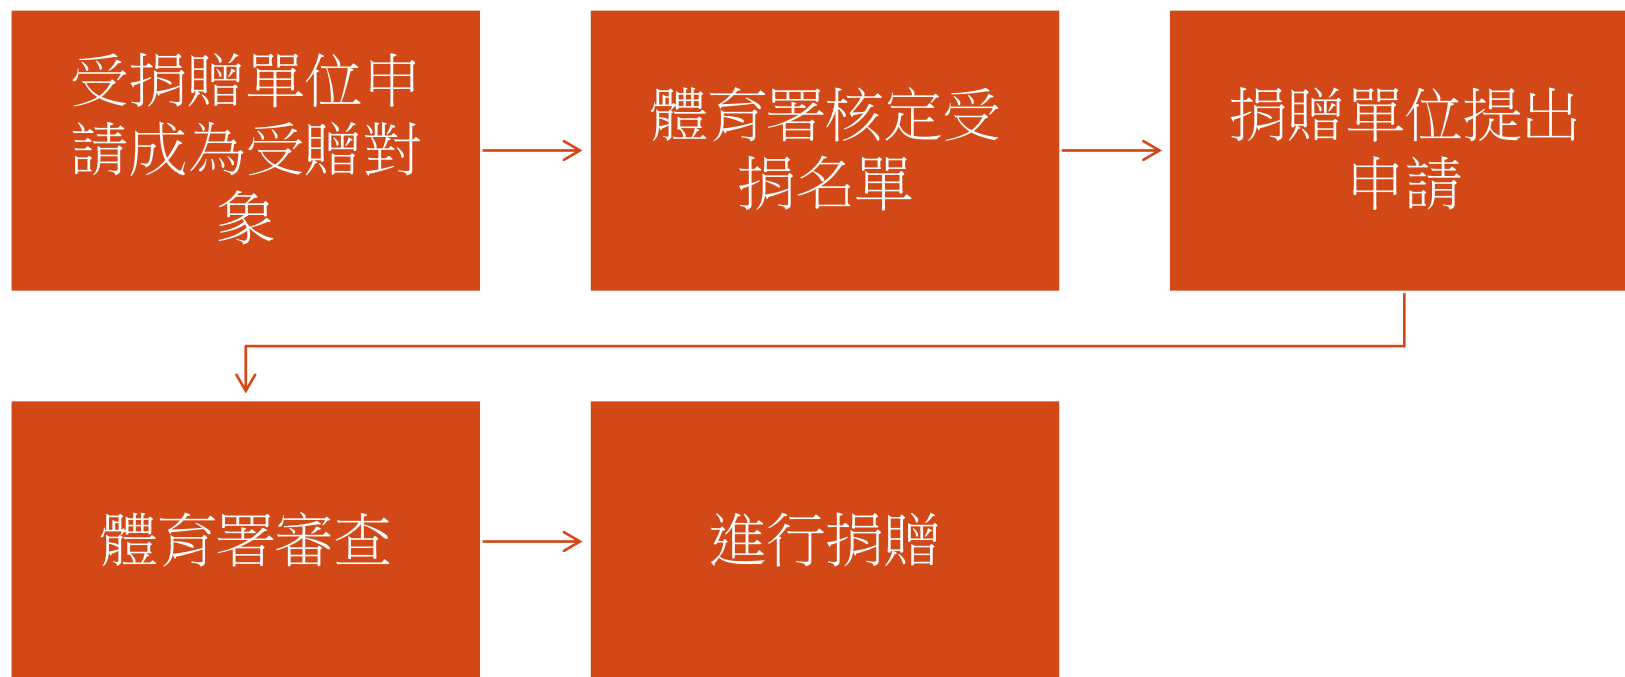 受捐贈單位申
請成為受贈對
象
體育署核定受
捐名單
捐贈單位提出
申請
體育署審查
進行捐贈